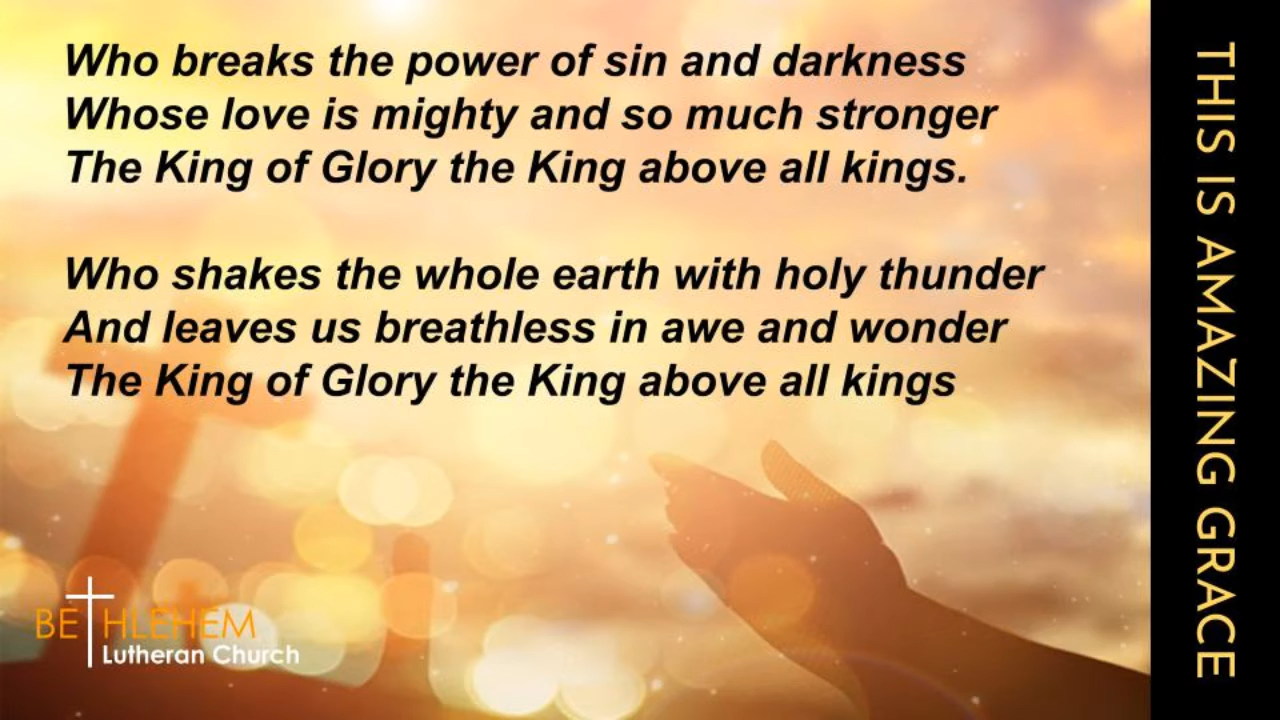 Who breaks the power of sin and darkness
Whose love is mighty and so much stronger
The King of Glory the King above all kings.
Who shakes the whole earth with holy thunder
And leaves us breathless in awe and wonder
The King of Glory the King above all kings
THIS IS AMAZING GRACE
BETHLEHEM
Lutheran Church